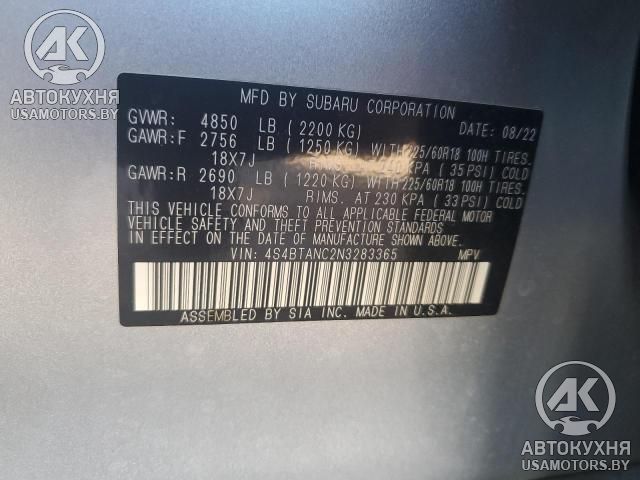 AK
АВТОКУХНЯ
USAMOTORS.BY
MFD BY SUBARU CORPORATION
GVWR: 4850 LB ( 2200 KG) DATE: 08/22
GAWR:F 2756 LB ( 1250 KG) WITH 225/60R18 100H TIRES.
18X7J RIMS. KPA ( 35 PSI) COLD
GAWR:R 2690 LB ( 1220 KG) WITH 225/60R18 100H TIRES.
18X7J RIMS. AT 230 KPA ( 33 PSI) COLD
THIS VEHICLE CONFORMS TO ALL APPLICABLE FEDERAL MOTOR
VEHICLE SAFETY AND THEFT PREVENTION STANDARDS
IN EFFECT ON THE DATE OF MANUFACTURE SHOWN ABOVE.
VIN: 4S4BTANC2N3283365 MPV
ASSEMBLED BY SIA INC. MADE IN U.S.A.
AK
АВТОКУХНЯ
USAMOTORS.BY